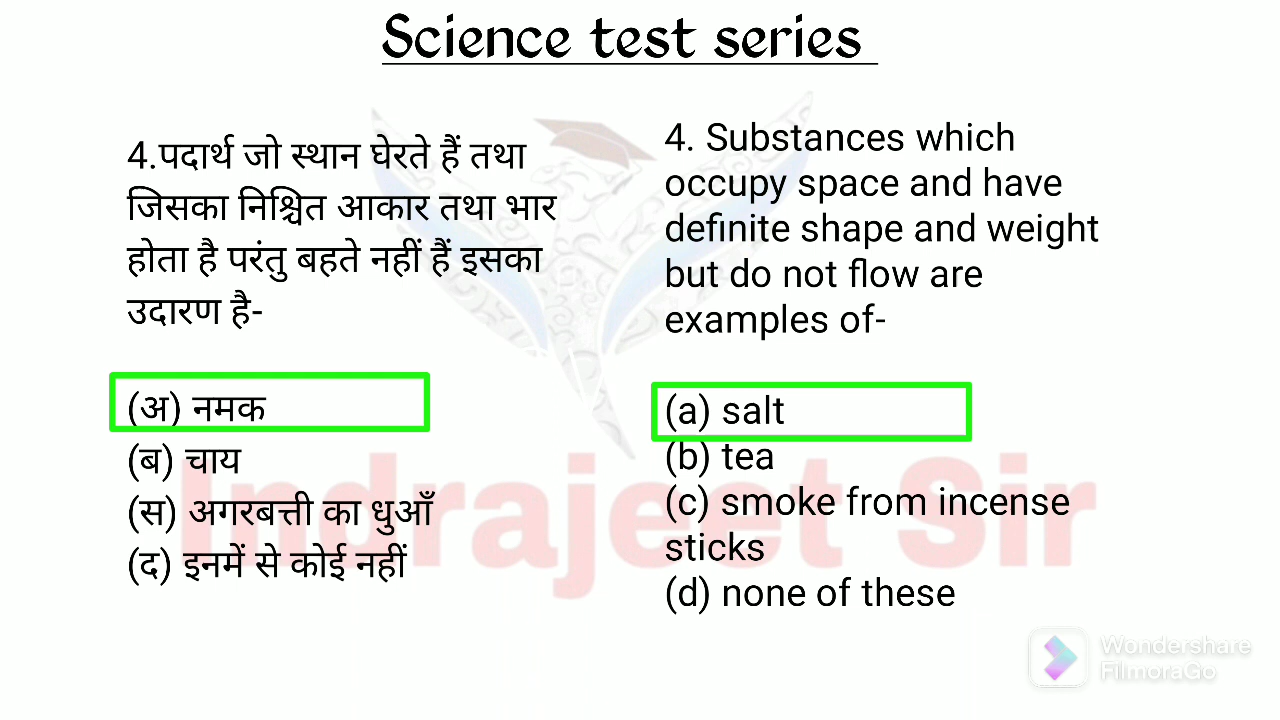 Science test series
4.पदार्थ जो स्थान घेरते हैं तथा
जिसका निश्चित आकार तथा भार
होता है परंतु बहते नहीं हैं इसका
उदारण है-
(अ) नमक
(ब) चाय
(स) अगरबत्ती का धुआँ
(द) इनमें से कोई नहीं
4. Substances which
occupy space and have
definite shape and weight
but do not flow are
examples of-
(a) salt
(b) tea
(c) smoke from incense
sticks
(d) none of these
Indrajeet Sir
Wondershare
FilmoraGo